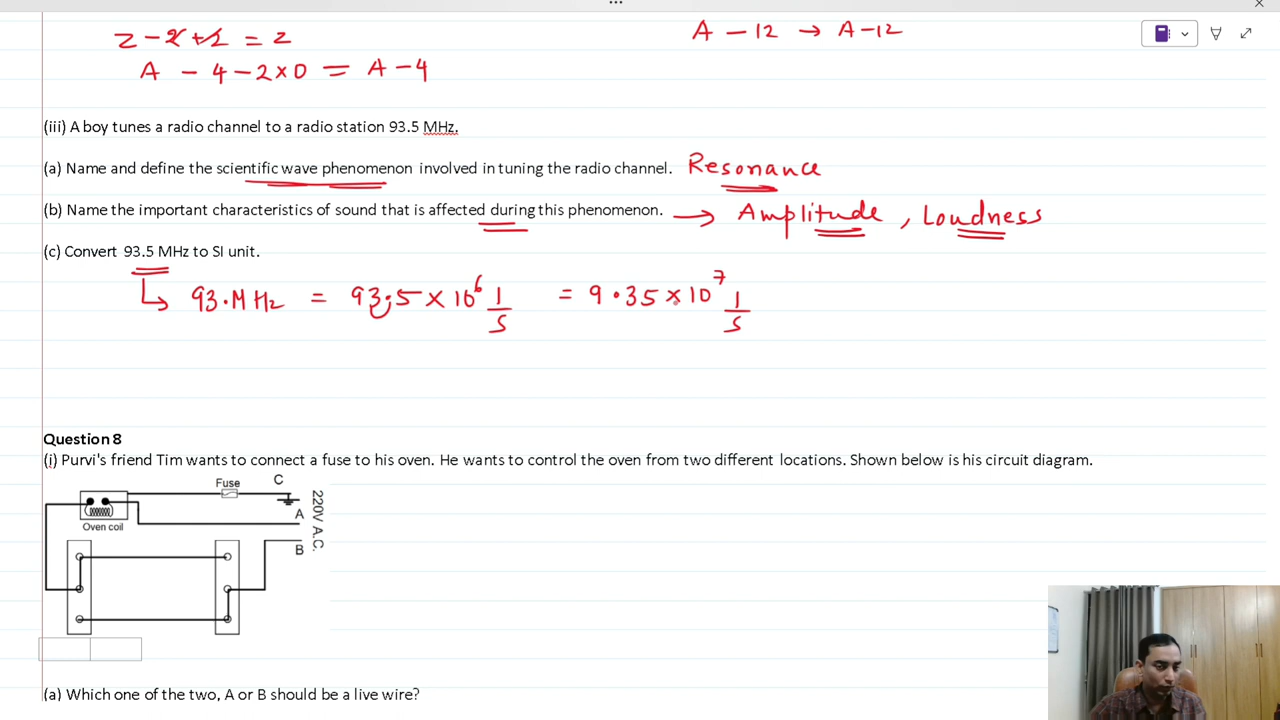 z - 2 + 2 = z
A - 12 → A - 12
A - 4 - 2 × 0 = A - 4
(iii) A boy tunes a radio channel to a radio station 93.5 MHz.
(a) Name and define the scientific wave phenomenon involved in tuning the radio channel. Resonance
(b) Name the important characteristics of sound that is affected during this phenomenon. → Amplitude , Loudness
(c) Convert 93.5 MHz to SI unit.
↳ 93.MHz = 93.5 × 10⁶ 1/s = 9.35 × 10⁷ 1/s
Question 8
(i) Purvi's friend Tim wants to connect a fuse to his oven. He wants to control the oven from two different locations. Shown below is his circuit diagram.
Fuse
C
A
Oven coil
B
220V A.C.
(a) Which one of the two, A or B should be a live wire?